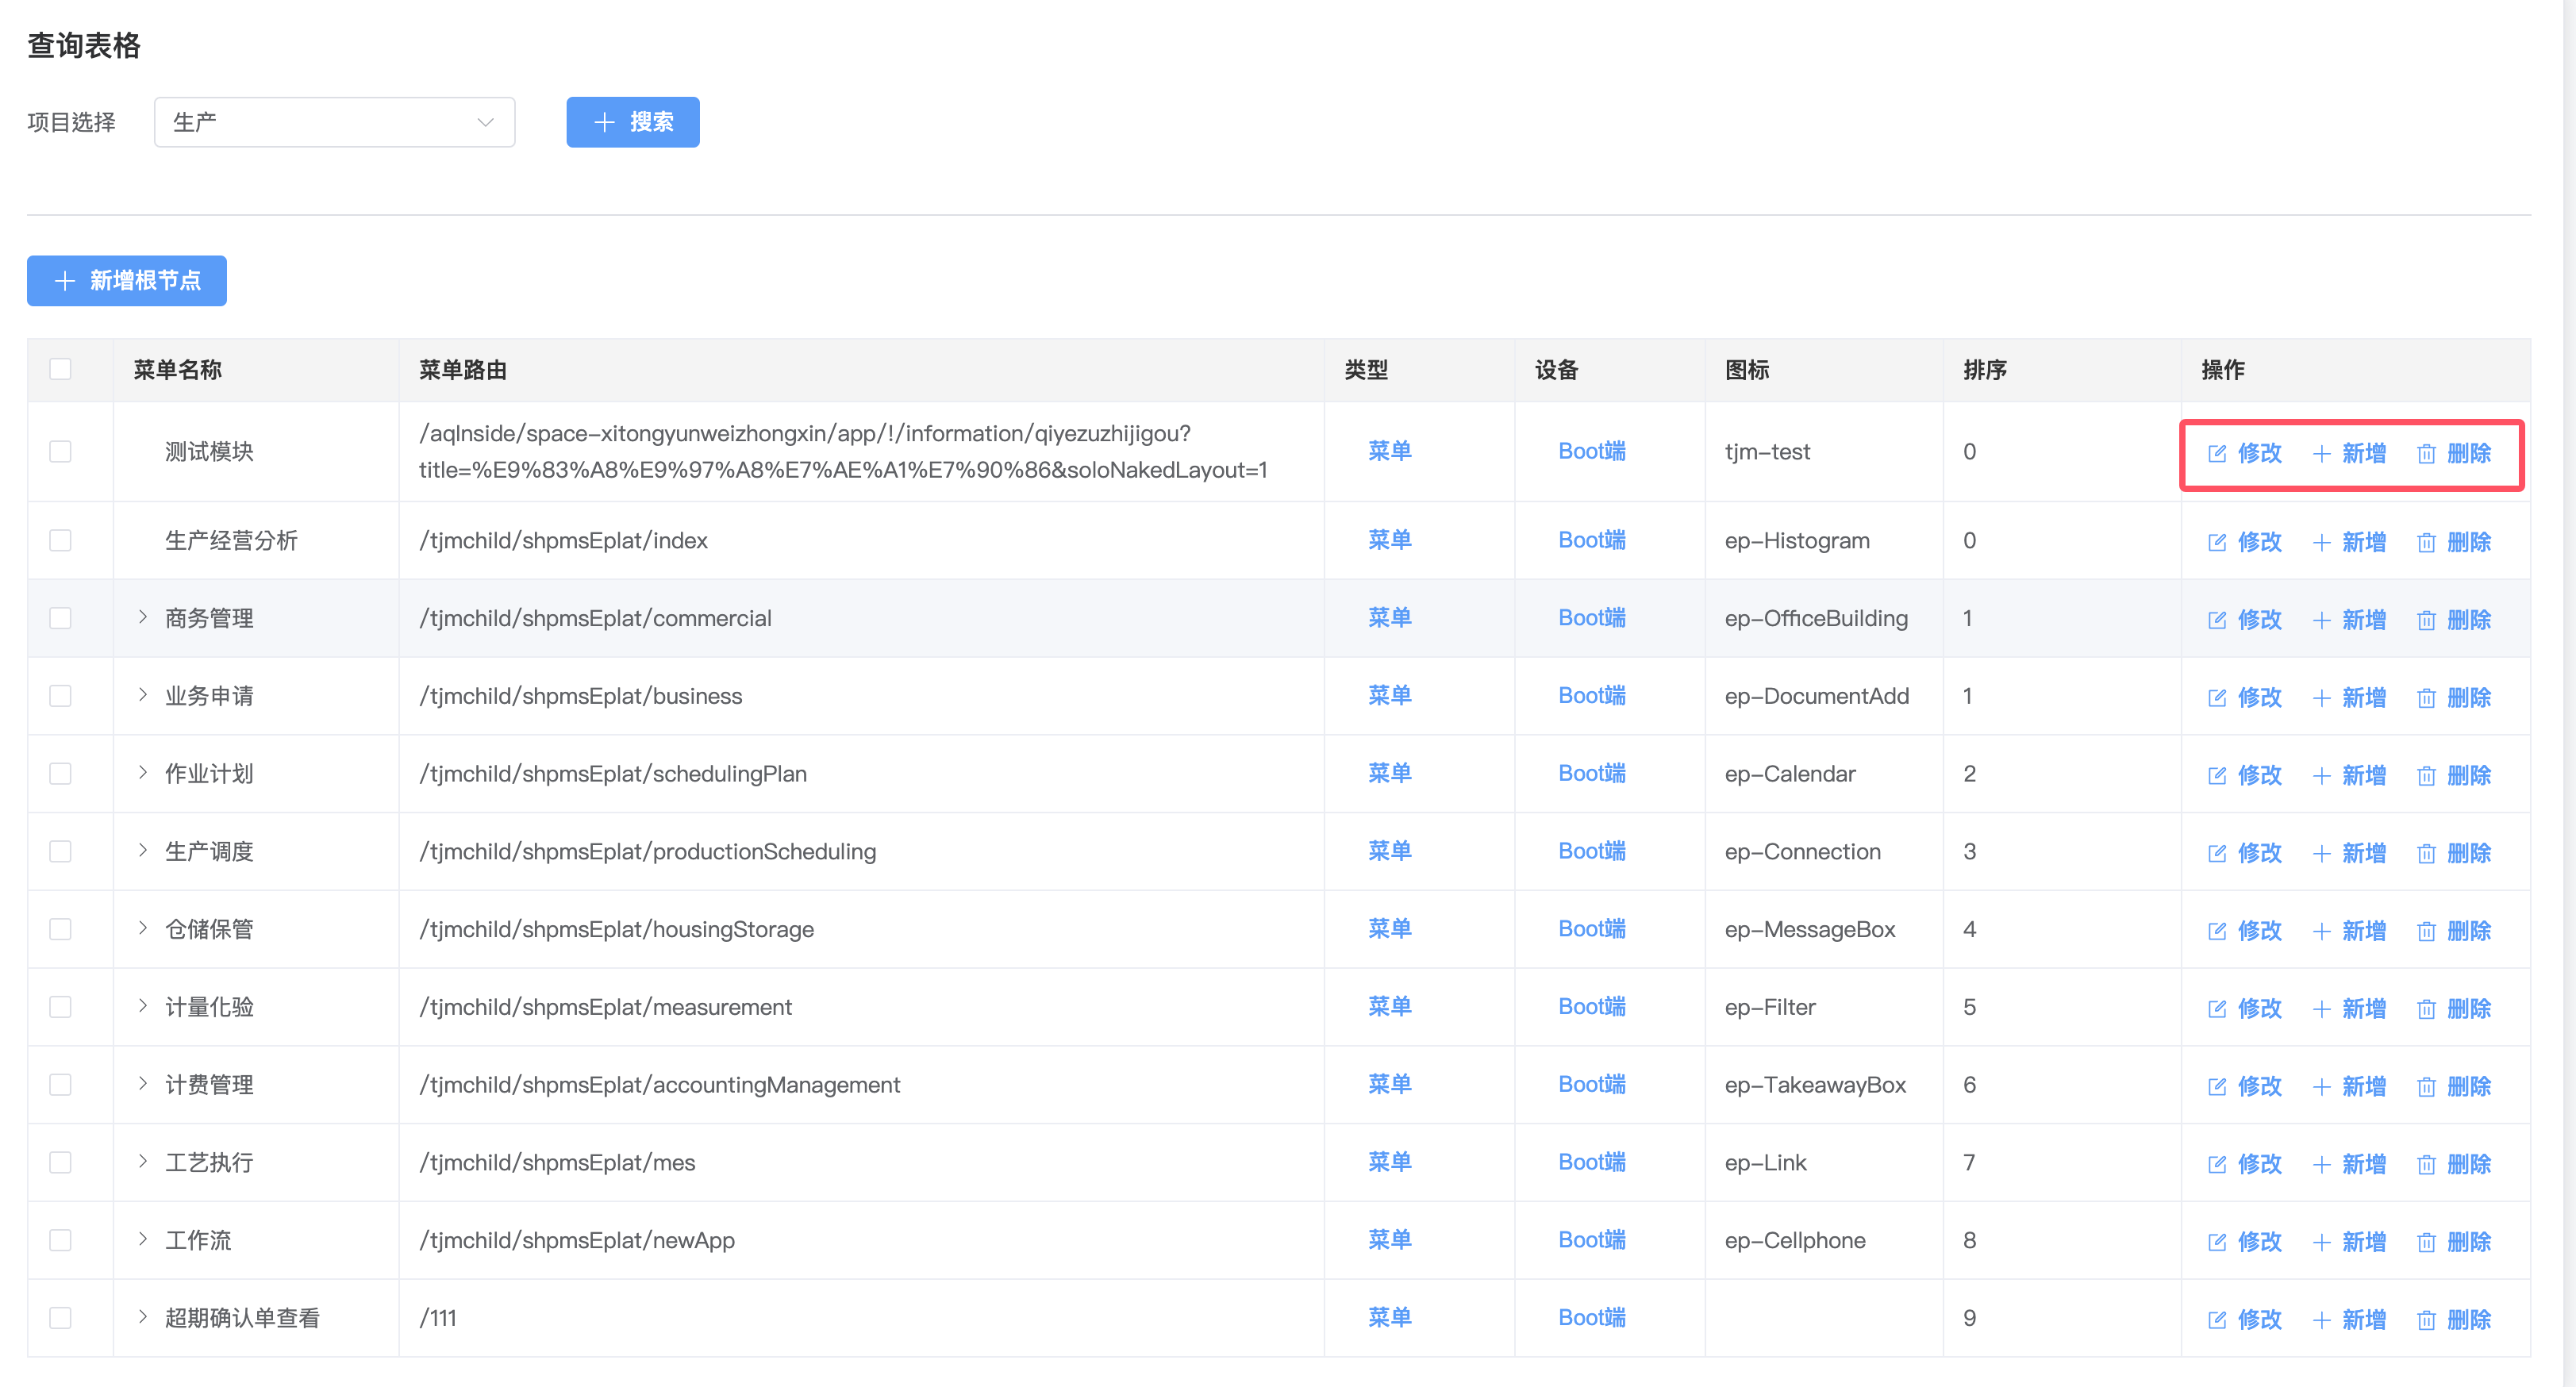 查询表格
项目选择 生产 搜索
新增根节点
菜单名称 菜单路由 类型 设备 图标 排序 操作
测试模块 /aqInside/space-xitongyunweizhongxin/app/!/information/qiyezuzhijigou?
title=%E9%83%A8%E9%97%A8%E7%AE%A1%E7%90%86&soloNakedLayout=1 菜单 Boot端 tjm-test 0 修改 新增 删除
生产经营分析 /tjmchild/shpmsEplat/index 菜单 Boot端 ep-Histogram 0 修改 新增 删除
商务管理 /tjmchild/shpmsEplat/commercial 菜单 Boot端 ep-OfficeBuilding 1 修改 新增 删除
业务申请 /tjmchild/shpmsEplat/business 菜单 Boot端 ep-DocumentAdd 1 修改 新增 删除
作业计划 /tjmchild/shpmsEplat/schedulingPlan 菜单 Boot端 ep-Calendar 2 修改 新增 删除
生产调度 /tjmchild/shpmsEplat/productionScheduling 菜单 Boot端 ep-Connection 3 修改 新增 删除
仓储保管 /tjmchild/shpmsEplat/housingStorage 菜单 Boot端 ep-MessageBox 4 修改 新增 删除
计量化验 /tjmchild/shpmsEplat/measurement 菜单 Boot端 ep-Filter 5 修改 新增 删除
计费管理 /tjmchild/shpmsEplat/accountingManagement 菜单 Boot端 ep-TakeawayBox 6 修改 新增 删除
工艺执行 /tjmchild/shpmsEplat/mes 菜单 Boot端 ep-Link 7 修改 新增 删除
工作流 /tjmchild/shpmsEplat/newApp 菜单 Boot端 ep-Cellphone 8 修改 新增 删除
超期确认单查看 /111 菜单 Boot端 9 修改 新增 删除